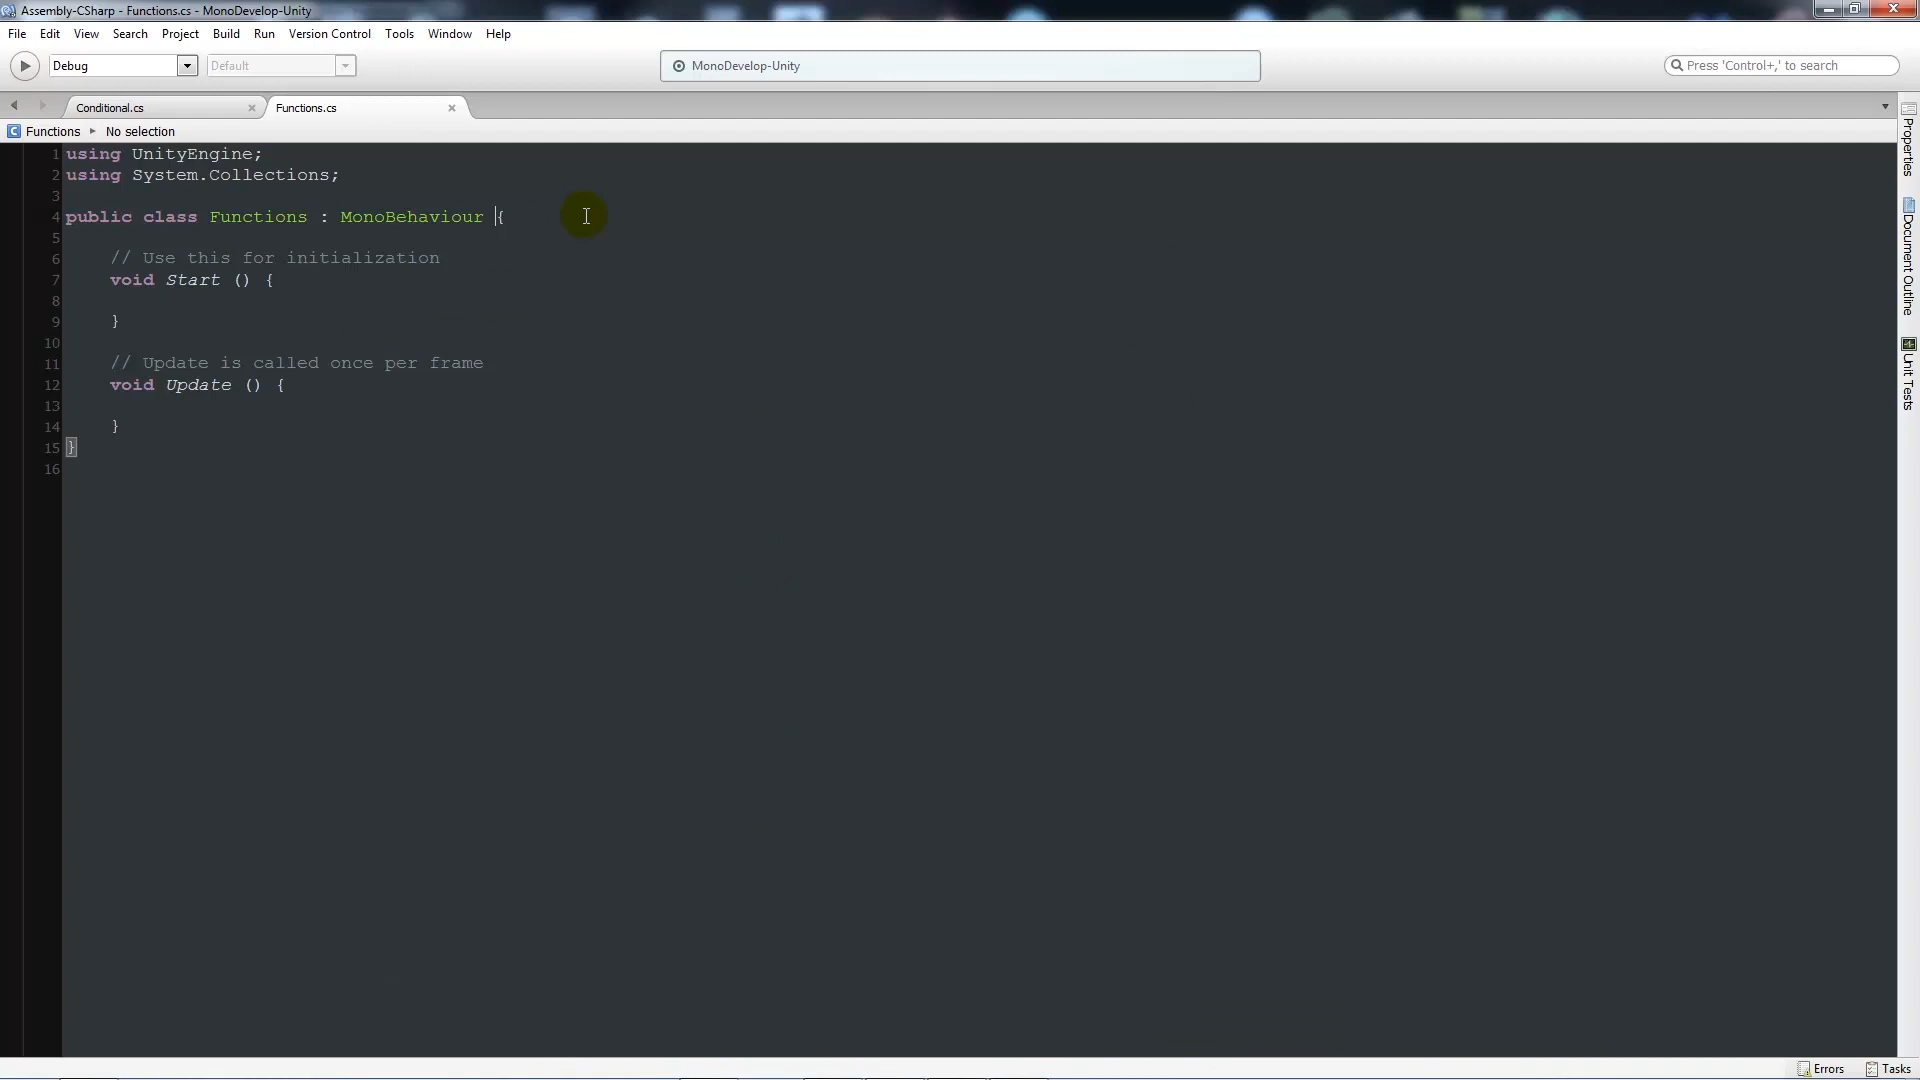 Assembly-CSharp - Functions.cs - MonoDevelop-Unity
File Edit View Search Project Build Run Version Control Tools Window Help
Debug Default MonoDevelop-Unity Press 'Control+,' to search
Conditional.cs Functions.cs
Functions No selection
1 using UnityEngine;
2 using System.Collections;
3
4 public class Functions : MonoBehaviour {
5
6 // Use this for initialization
7 void Start () {
8
9 }
10
11 // Update is called once per frame
12 void Update () {
13
14 }
15 }
16
Properties
Document Outline
Unit Tests
Errors Tasks